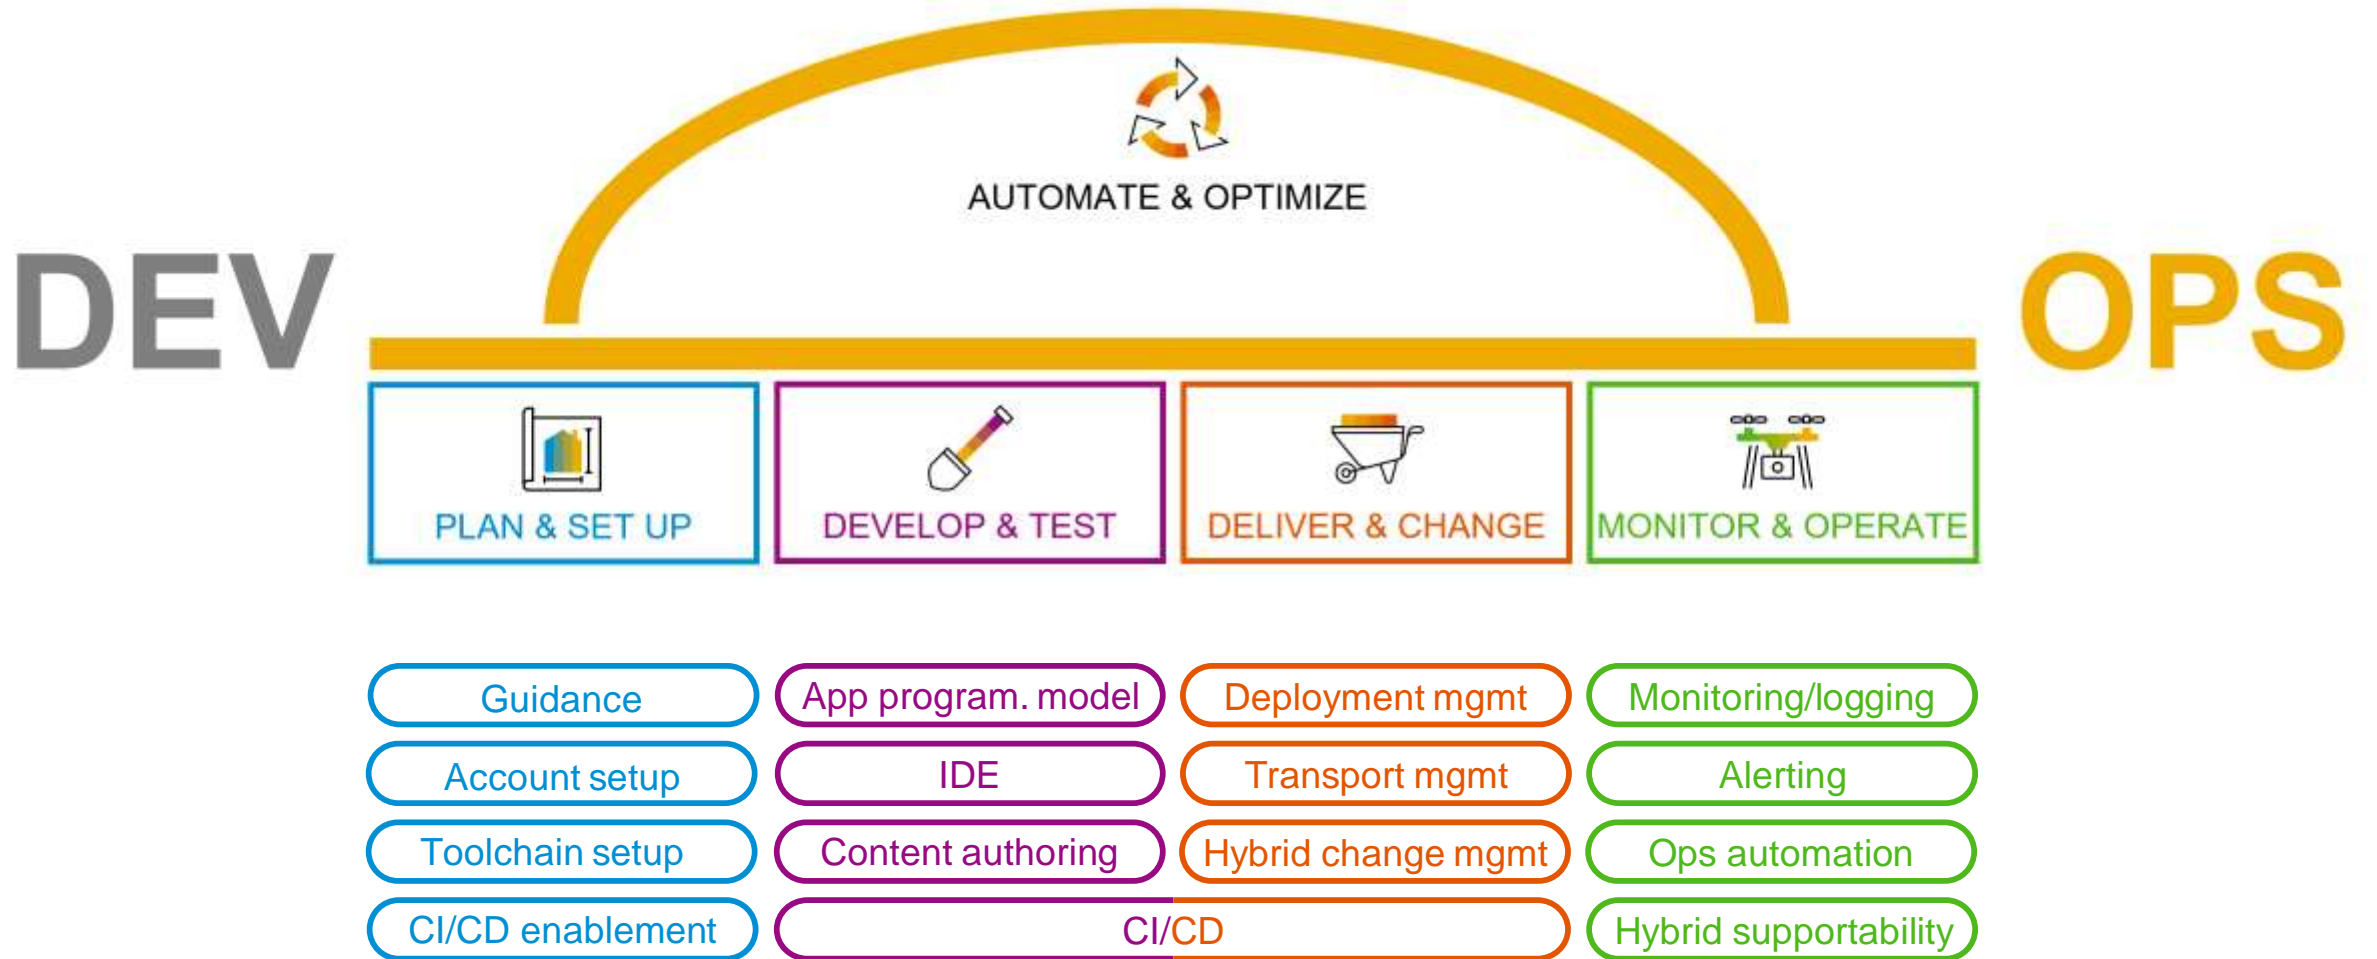 AUTOMATE & OPTIMIZE
DEV
OPS
PLAN & SET UP
DEVELOP & TEST
DELIVER & CHANGE
MONITOR & OPERATE
Guidance
App program. model
Deployment mgmt
Monitoring/logging
Account setup
IDE
Transport mgmt
Alerting
Toolchain setup
Content authoring
Hybrid change mgmt
Ops automation
CI/CD enablement
CI/CD
Hybrid supportability